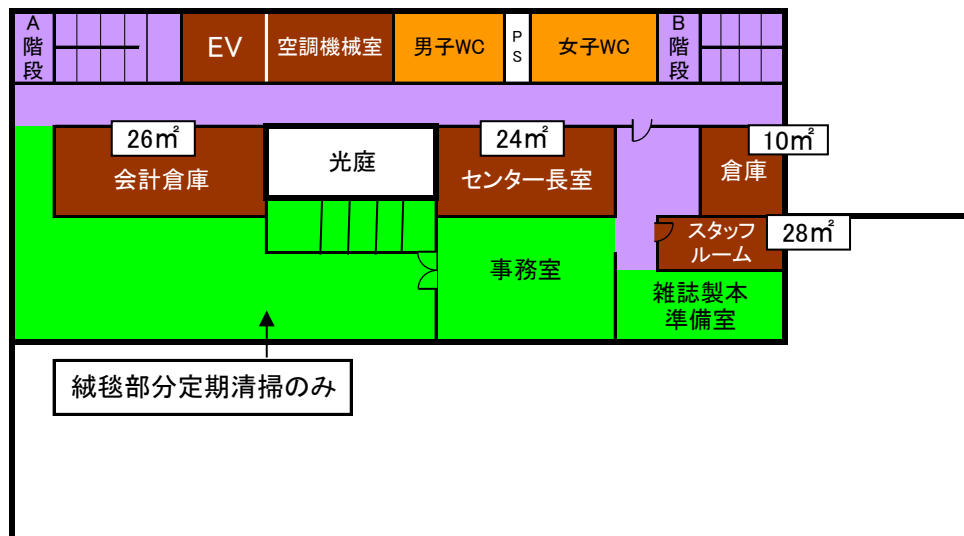 A
階
段
EV
空調機械室
男子WC
P
S
女子WC
B
階
段
26㎡
会計倉庫
光庭
24㎡
センター長室
10㎡
倉庫
スタッフ
ルーム
28㎡
事務室
雑誌製本
準備室
絨毯部分定期清掃のみ